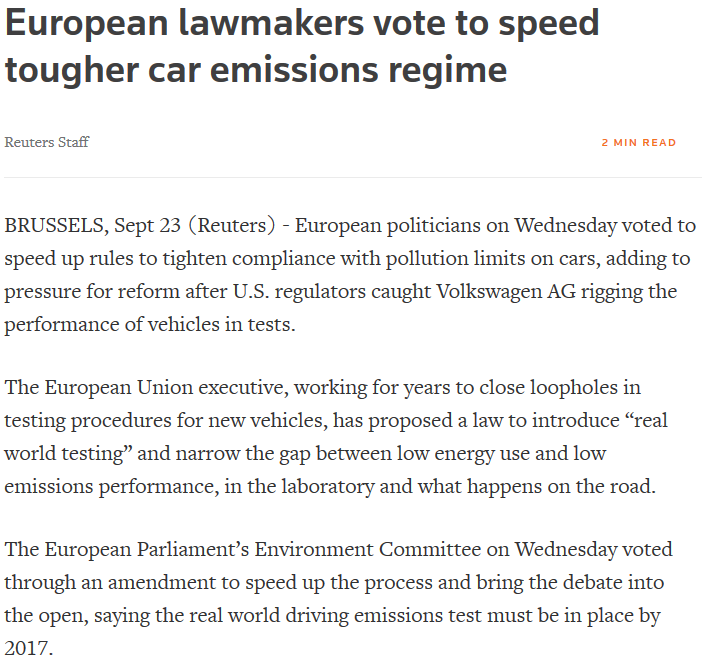 European lawmakers vote to speed
tougher car emissions regime
Reuters Staff
2 MIN READ
BRUSSELS, Sept 23 (Reuters) - European politicians on Wednesday voted to
speed up rules to tighten compliance with pollution limits on cars, adding to
pressure for reform after U.S. regulators caught Volkswagen AG rigging the
performance of vehicles in tests.
The European Union executive, working for years to close loopholes in
testing procedures for new vehicles, has proposed a law to introduce “real
world testing” and narrow the gap between low energy use and low
emissions performance, in the laboratory and what happens on the road.
The European Parliament’s Environment Committee on Wednesday voted
through an amendment to speed up the process and bring the debate into
the open, saying the real world driving emissions test must be in place by
2017.